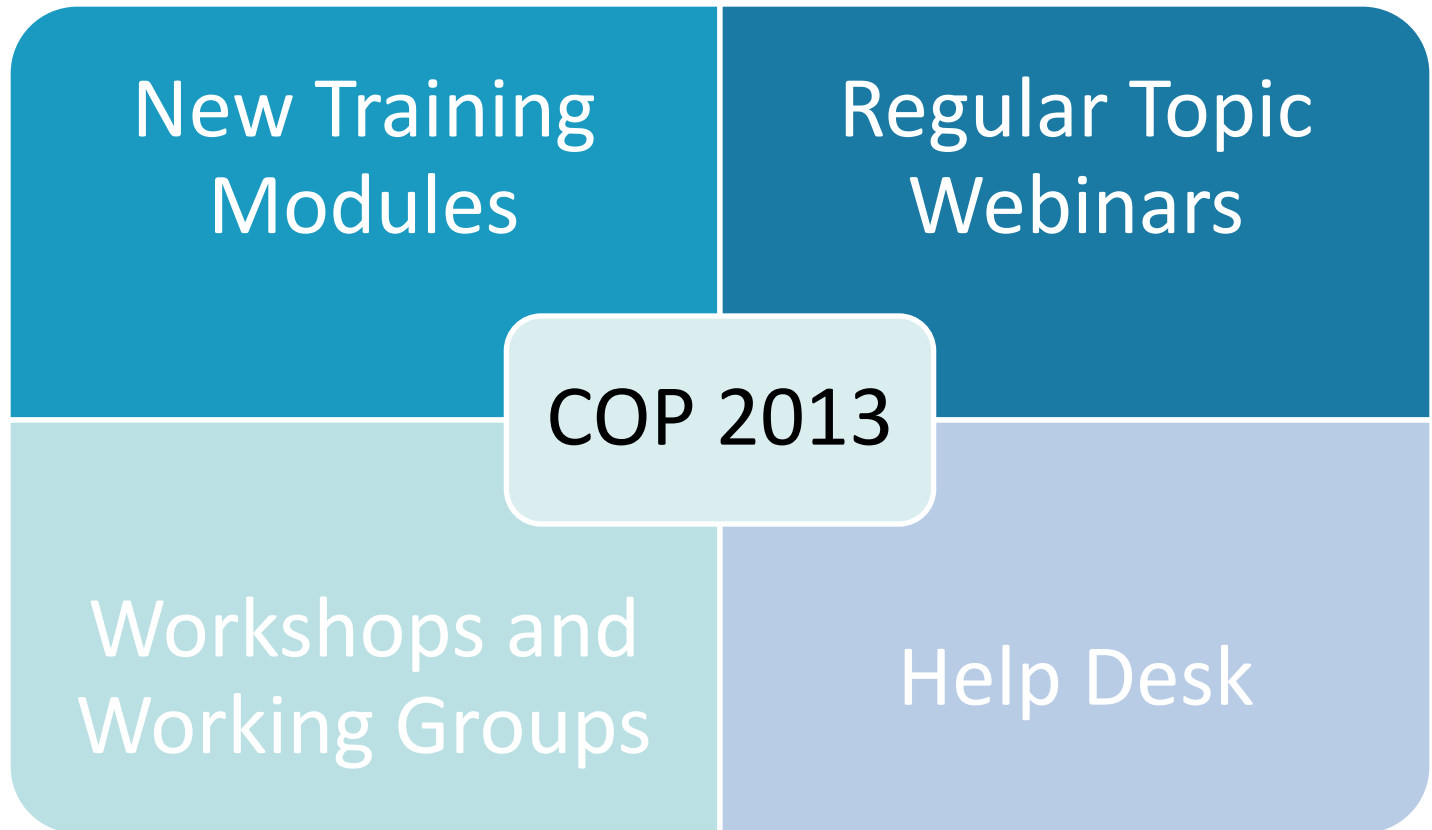 New Training
Modules
Regular Topic
Webinars
COP 2013
Workshops and
Working Groups
Help Desk